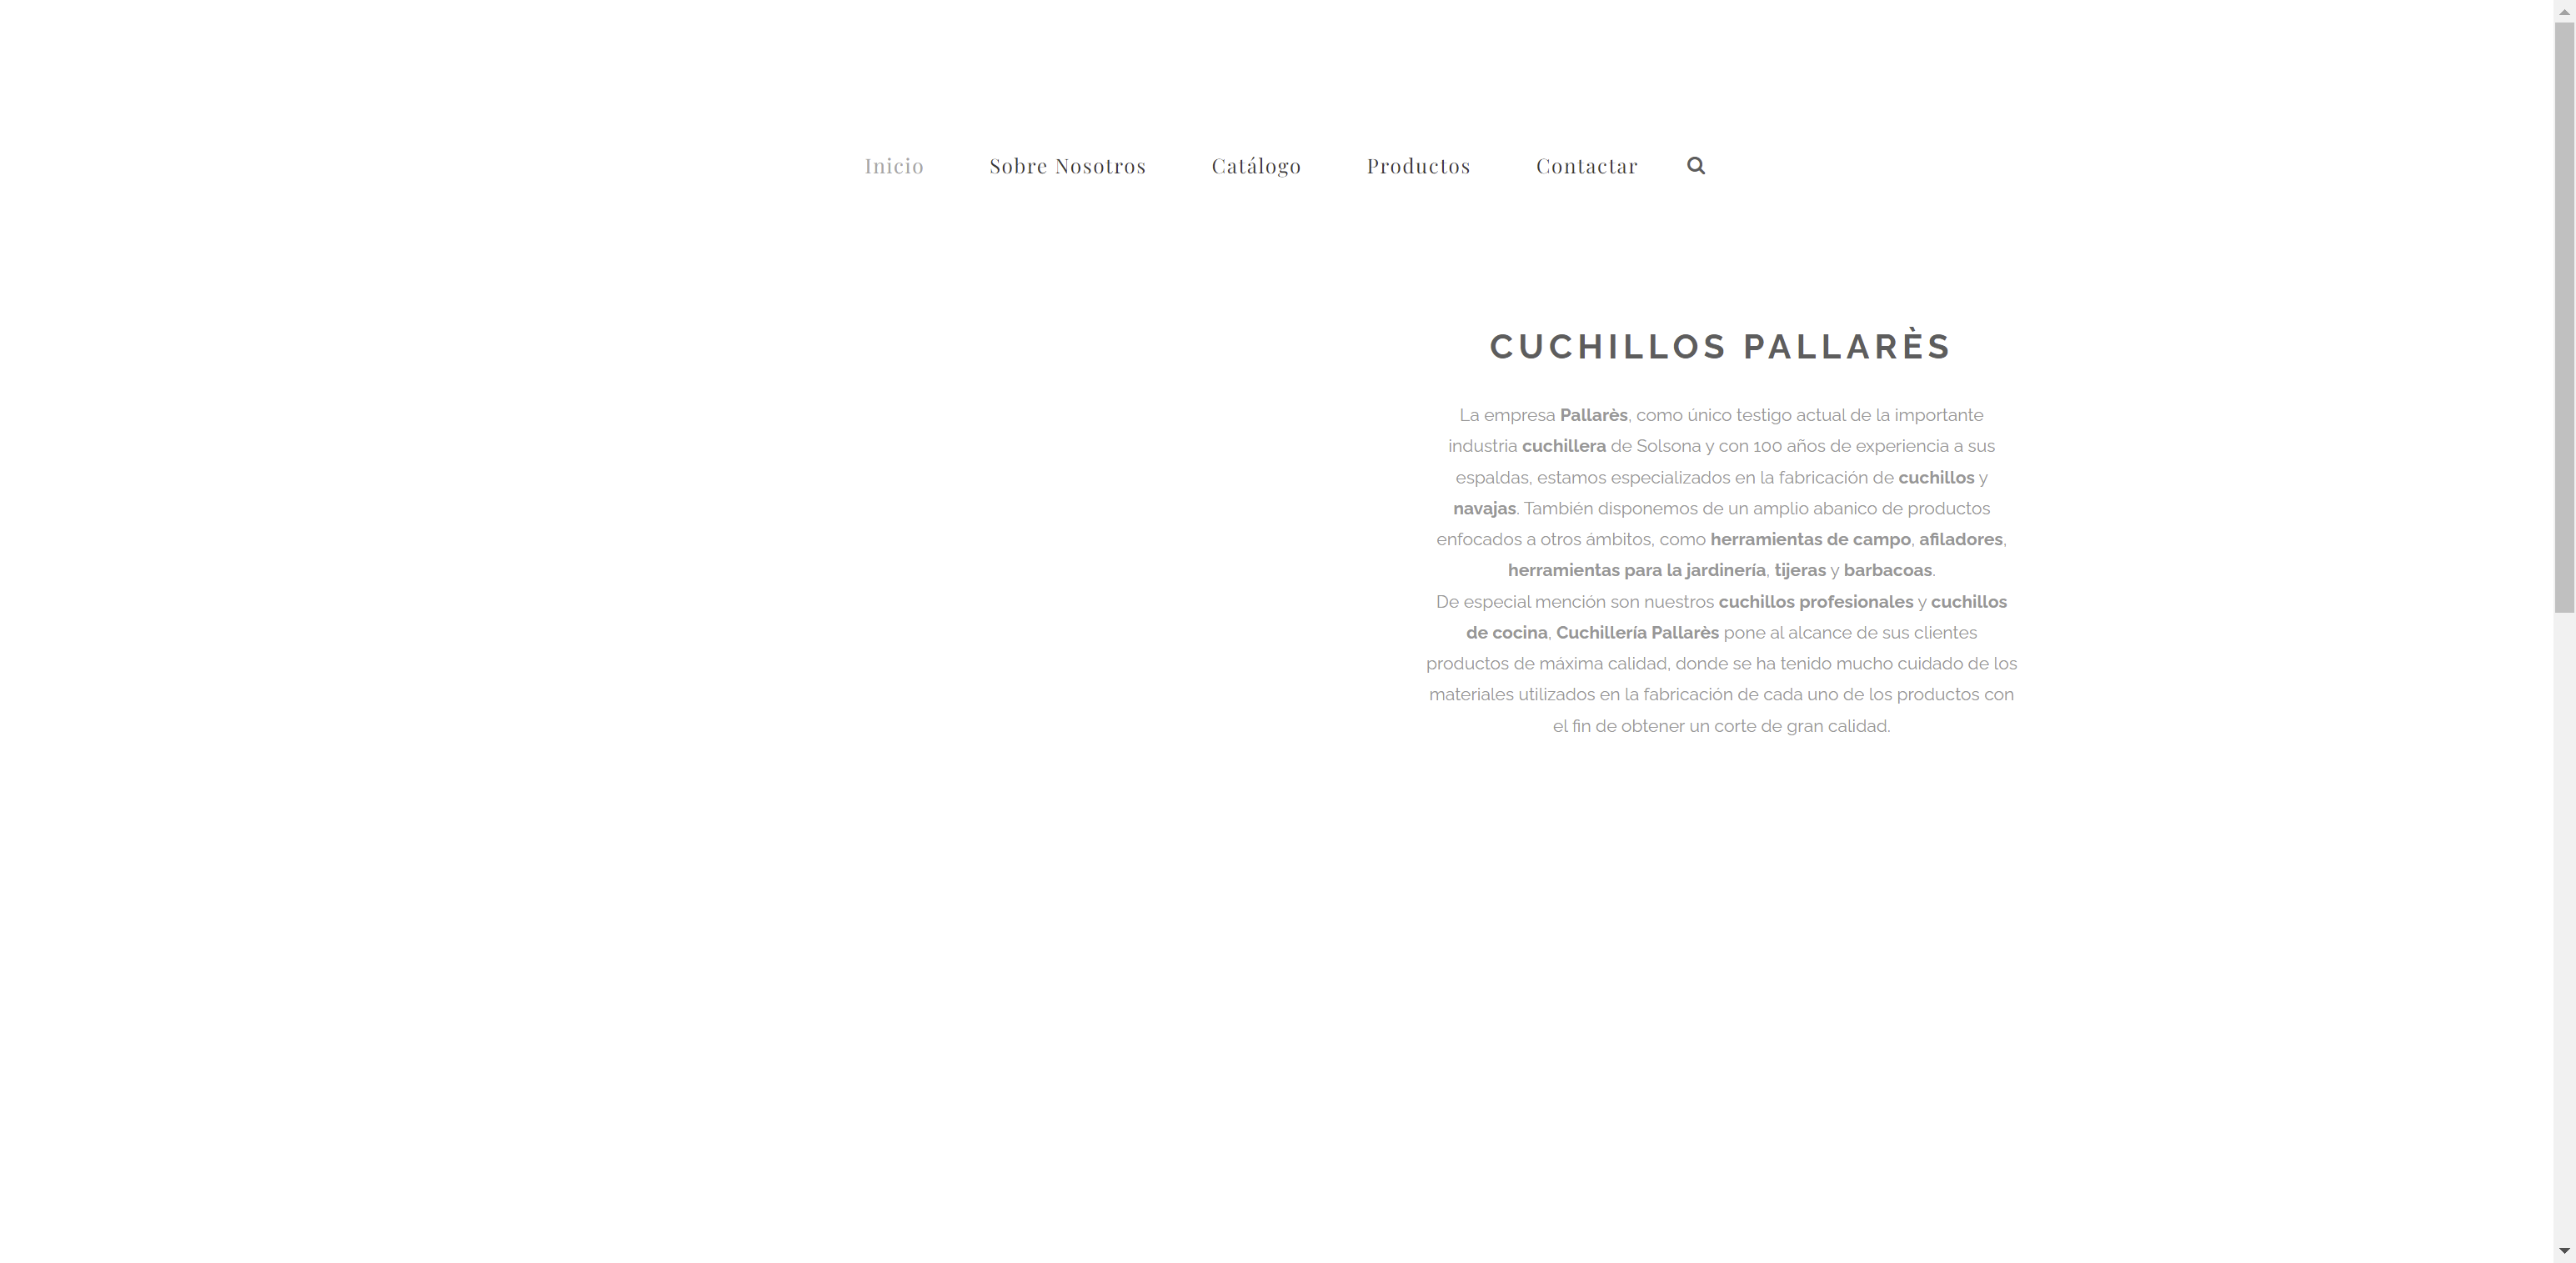 Inicio Sobre Nosotros Catálogo Productos Contactar
CUCHILLOS PALLARÈS
La empresa Pallarès, como único testigo actual de la importante
industria cuchillera de Solsona y con 100 años de experiencia a sus
espaldas, estamos especializados en la fabricación de cuchillos y
navajas. También disponemos de un amplio abanico de productos
enfocados a otros ámbitos, como herramientas de campo, afiladores,
herramientas para la jardinería, tijeras y barbacoas.
De especial mención son nuestros cuchillos profesionales y cuchillos
de cocina, Cuchillería Pallarès pone al alcance de sus clientes
productos de máxima calidad, donde se ha tenido mucho cuidado de los
materiales utilizados en la fabricación de cada uno de los productos con
el fin de obtener un corte de gran calidad.